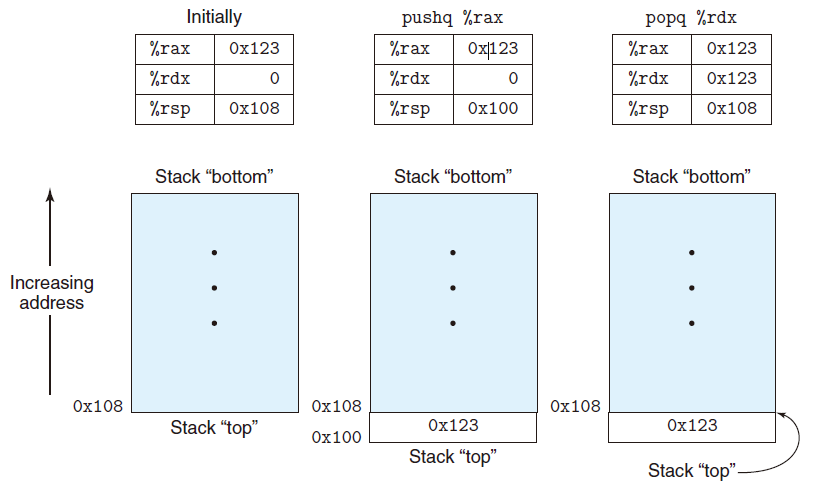 Initially
%rax 0x123
%rdx 0
%rsp 0x108
pushq %rax
%rax 0x123
%rdx 0
%rsp 0x100
popq %rdx
%rax 0x123
%rdx 0x123
%rsp 0x108
Increasing
address
Stack “bottom”
0x108
Stack “top”
Stack “bottom”
0x108
0x123
0x100
Stack “top”
Stack “bottom”
0x108
0x123
Stack “top”